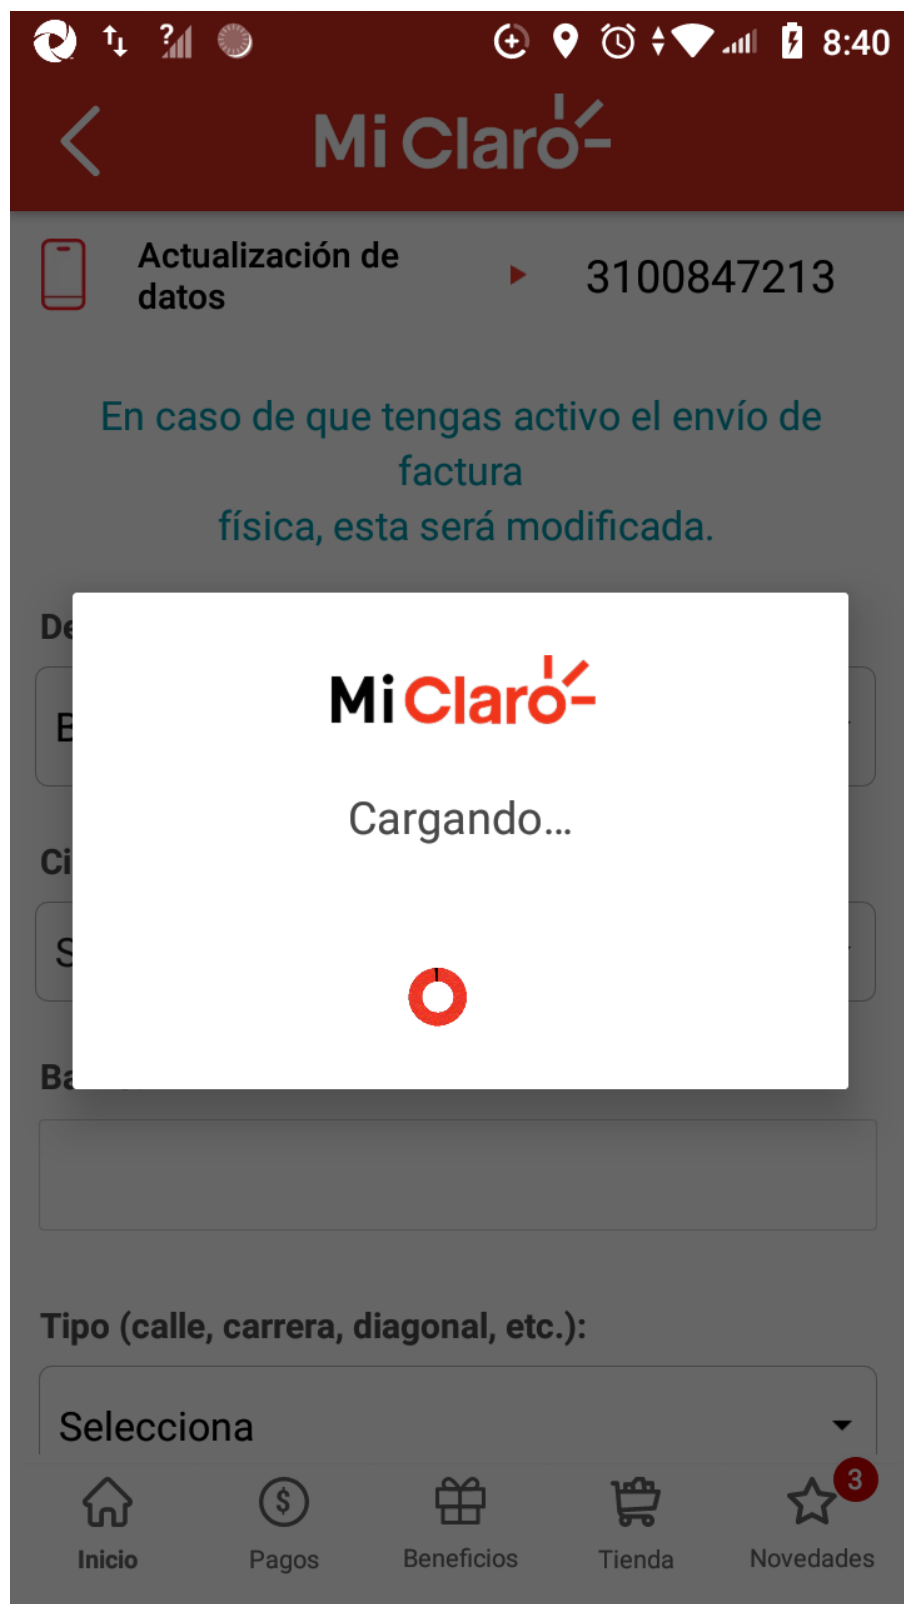 8:40
Mi Claro
Actualización de
datos
3100847213
En caso de que tengas activo el envío de
factura
física, esta será modificada.
Mi Claro
Cargando...
Tipo (calle, carrera, diagonal, etc.):
Selecciona
3
Inicio
Pagos
Beneficios
Tienda
Novedades